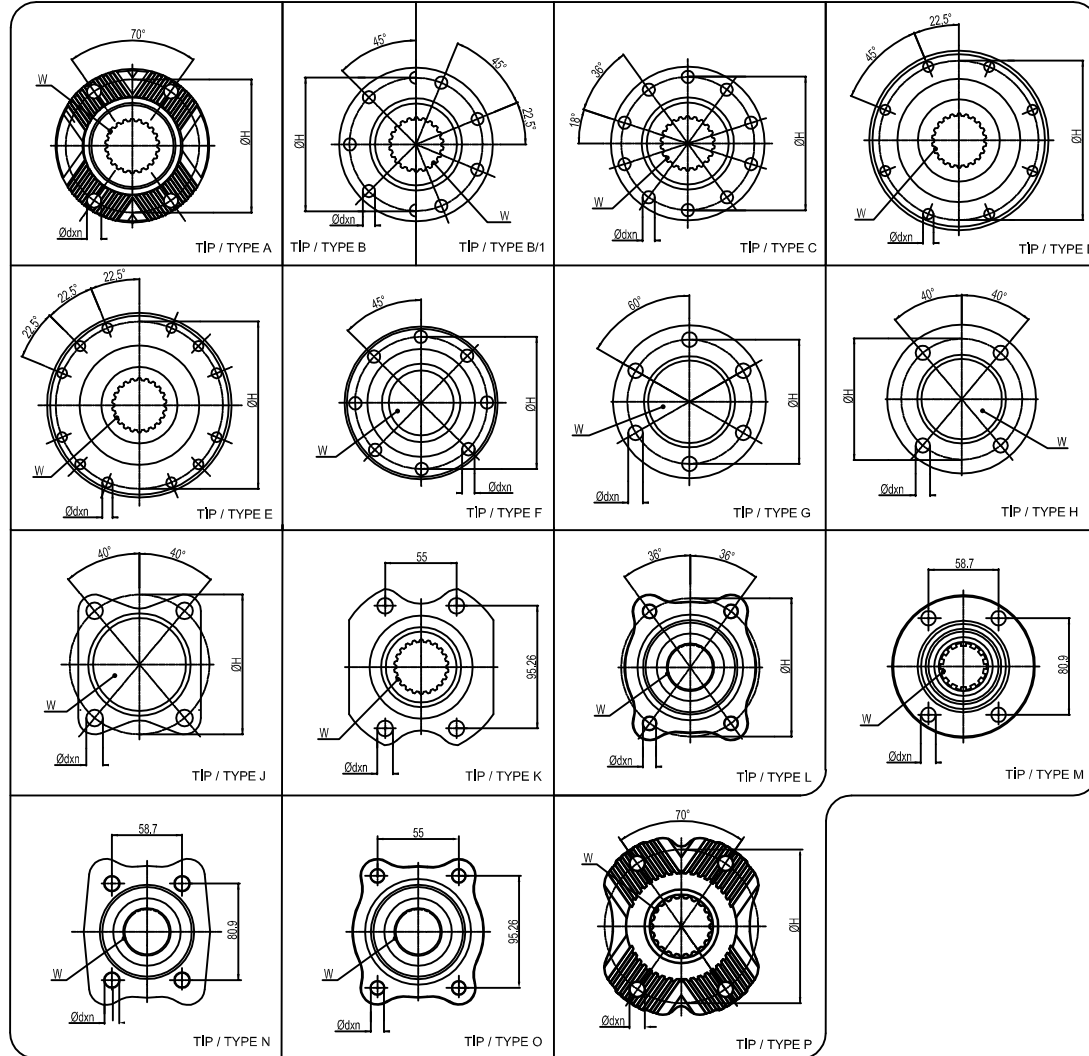 70°
W
ØH
Ødxn
TİP / TYPE A
45°
45°
22.5°
ØH
W
Ødxn
TİP / TYPE B
TİP / TYPE B/1
36°
18°
ØH
W
Ødxn
TİP / TYPE C
22.5°
45°
ØH
W
Ødxn
TİP / TYPE
22.5°
22.5°
22.5°
ØH
W
Ødxn
TİP / TYPE E
45°
ØH
W
Ødxn
TİP / TYPE F
60°
ØH
W
Ødxn
TİP / TYPE G
40°
40°
ØH
W
Ødxn
TİP / TYPE H
40°
40°
ØH
W
Ødxn
TİP / TYPE J
55
95.26
W
Ødxn
TİP / TYPE K
36°
36°
ØH
W
Ødxn
TİP / TYPE L
58.7
80.9
W
Ødxn
TİP / TYPE M
58.7
80.9
W
Ødxn
TİP / TYPE N
55
95.26
W
Ødxn
TİP / TYPE O
70°
W
ØH
Ødxn
TİP / TYPE P